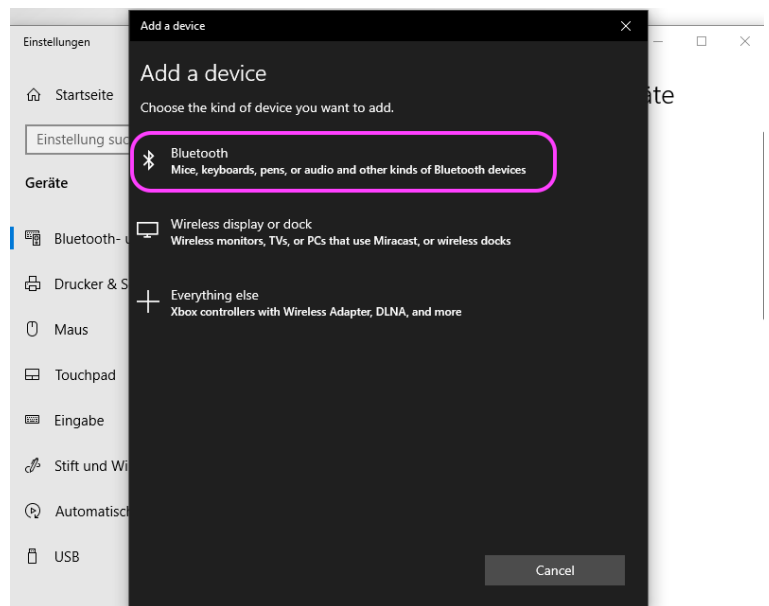 Einstellungen
Startseite
Einstellung suc
Geräte
Bluetooth- u
Drucker & S
Maus
Touchpad
Eingabe
Stift und Wi
Automatisch
USB
Add a device
Add a device
Choose the kind of device you want to add.
Bluetooth
Mice, keyboards, pens, or audio and other kinds of Bluetooth devices
Wireless display or dock
Wireless monitors, TVs, or PCs that use Miracast, or wireless docks
Everything else
Xbox controllers with Wireless Adapter, DLNA, and more
Cancel
äte